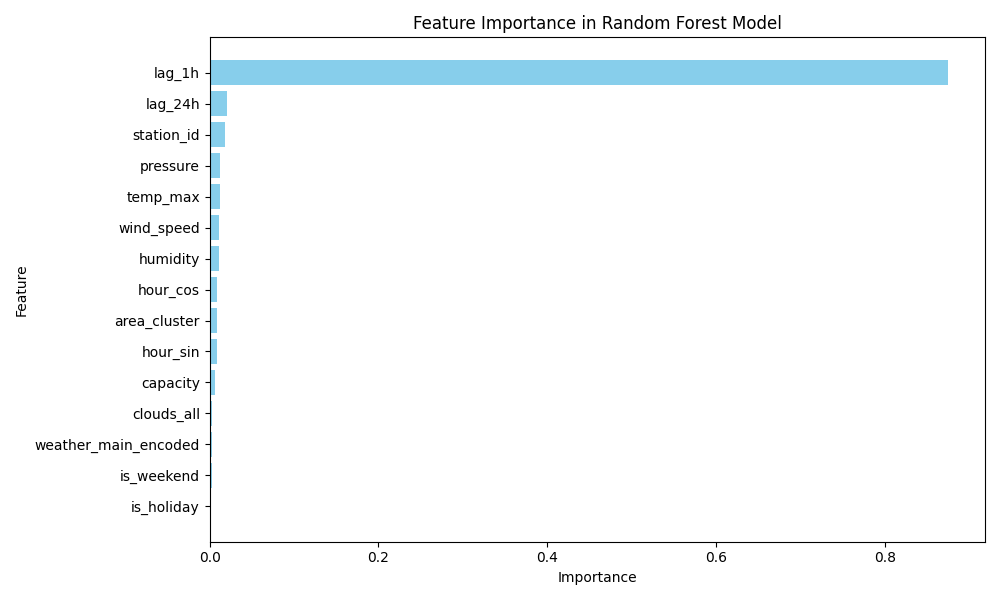 Feature Importance in Random Forest Model
lag_1h
lag_24h
station_id
pressure
temp_max
wind_speed
humidity
hour_cos
area_cluster
hour_sin
capacity
clouds_all
weather_main_encoded
is_weekend
is_holiday
Feature
0.0 0.2 0.4 0.6 0.8
Importance